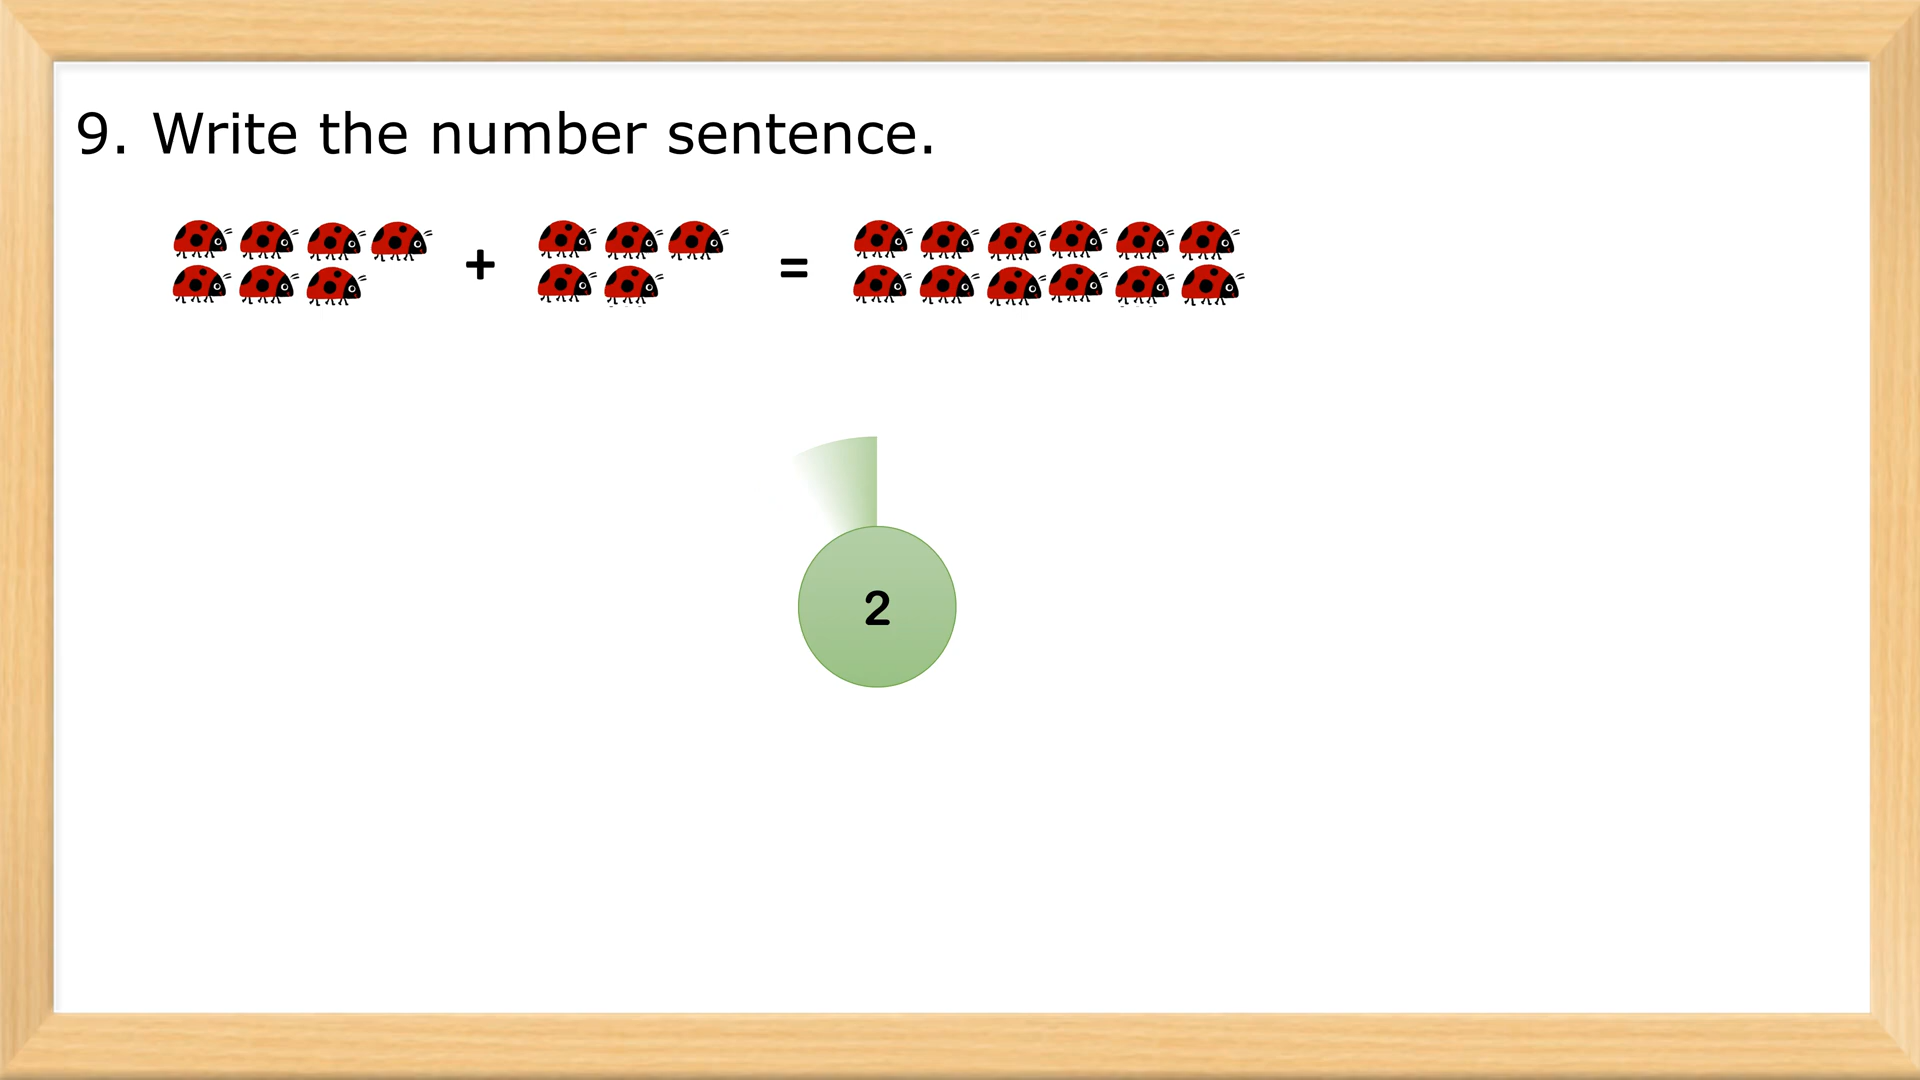 9. Write the number sentence.
+ =
2